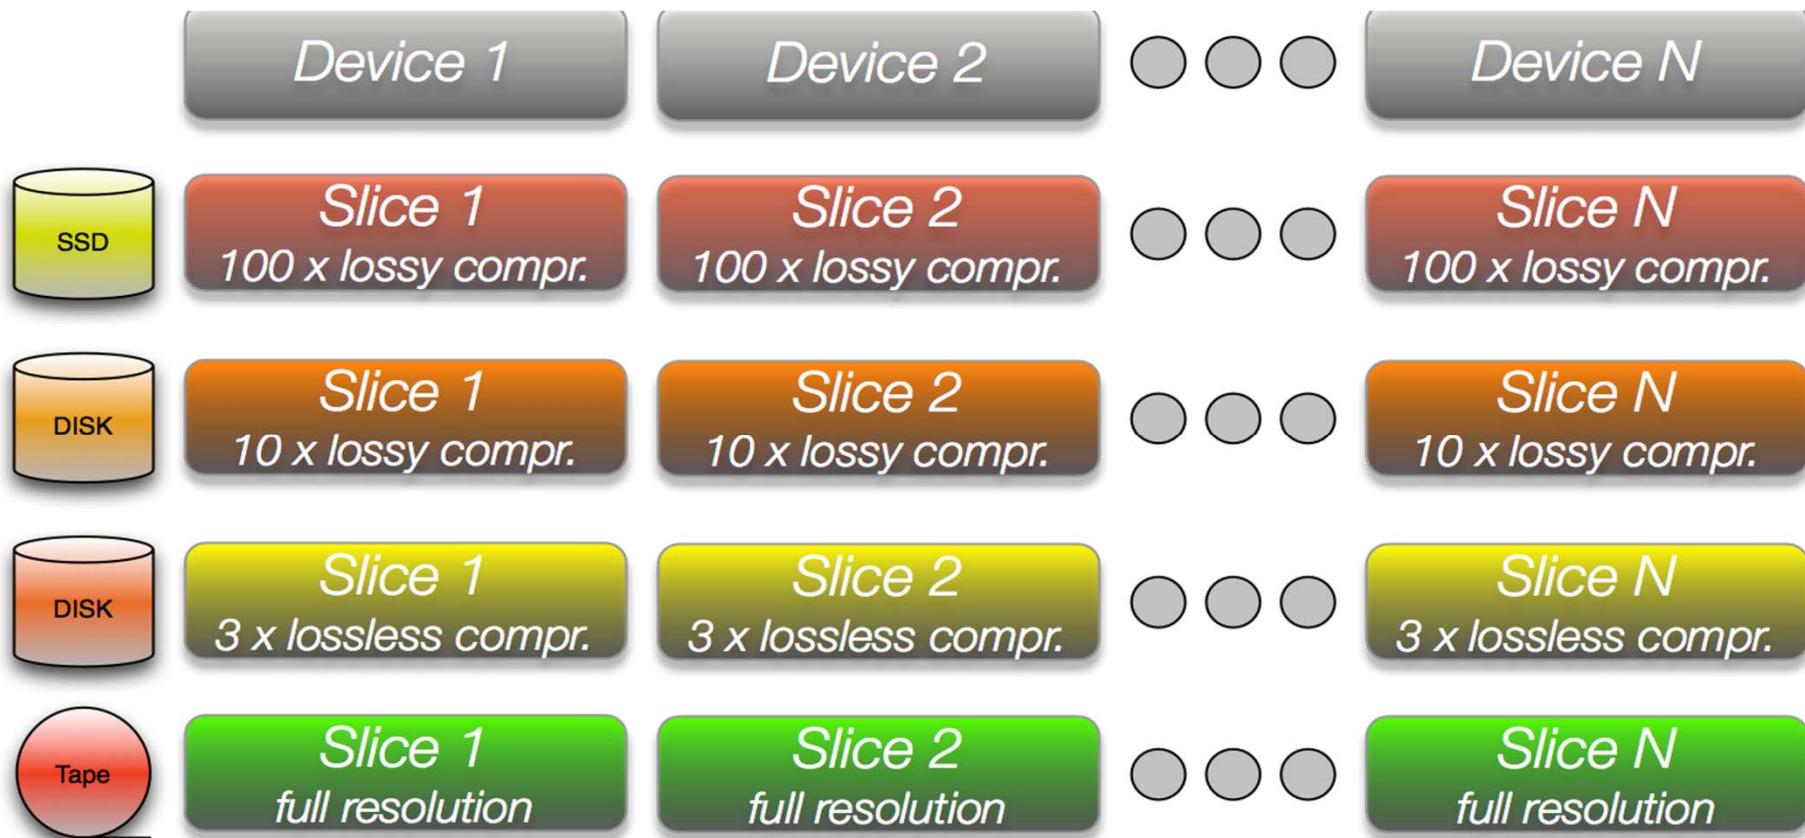 Device 1
Device 2
Device N
SSD
Slice 1
100 x lossy compr.
Slice 2
100 x lossy compr.
Slice N
100 x lossy compr.
DISK
Slice 1
10 x lossy compr.
Slice 2
10 x lossy compr.
Slice N
10 x lossy compr.
DISK
Slice 1
3 x lossless compr.
Slice 2
3 x lossless compr.
Slice N
3 x lossless compr.
Tape
Slice 1
full resolution
Slice 2
full resolution
Slice N
full resolution